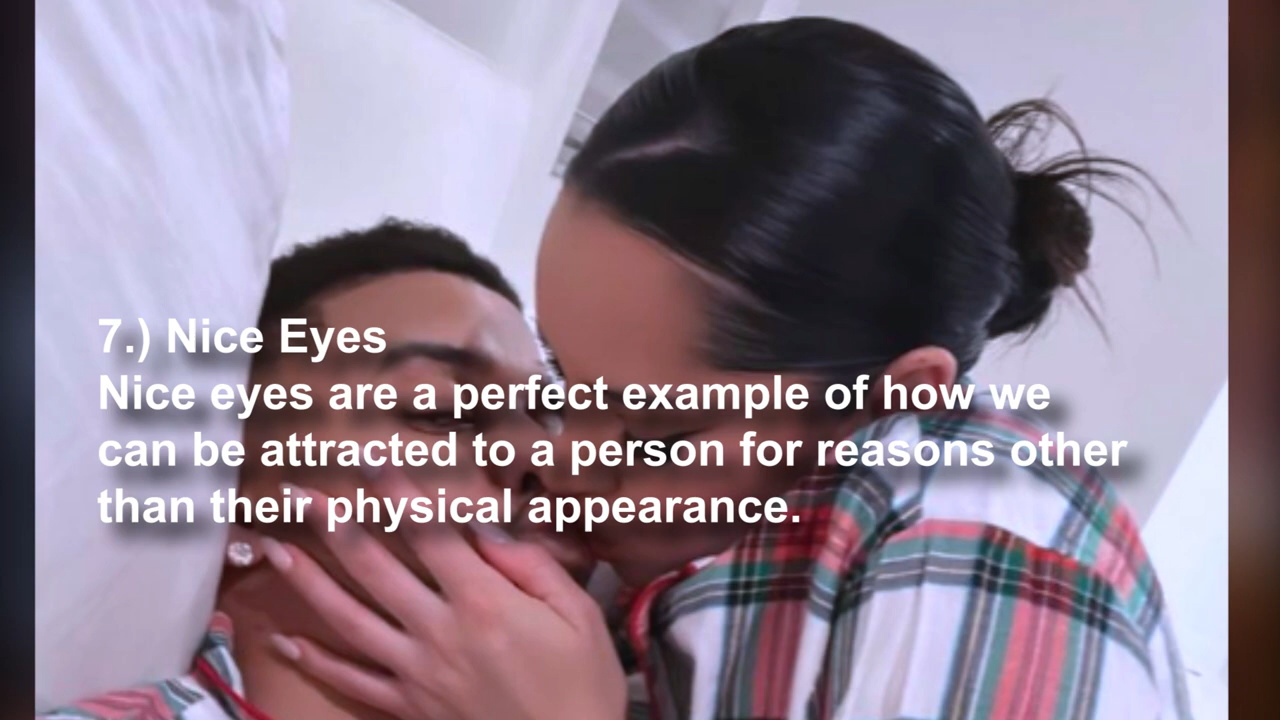 7.) Nice Eyes
Nice eyes are a perfect example of how we
can be attracted to a person for reasons other
than their physical appearance.